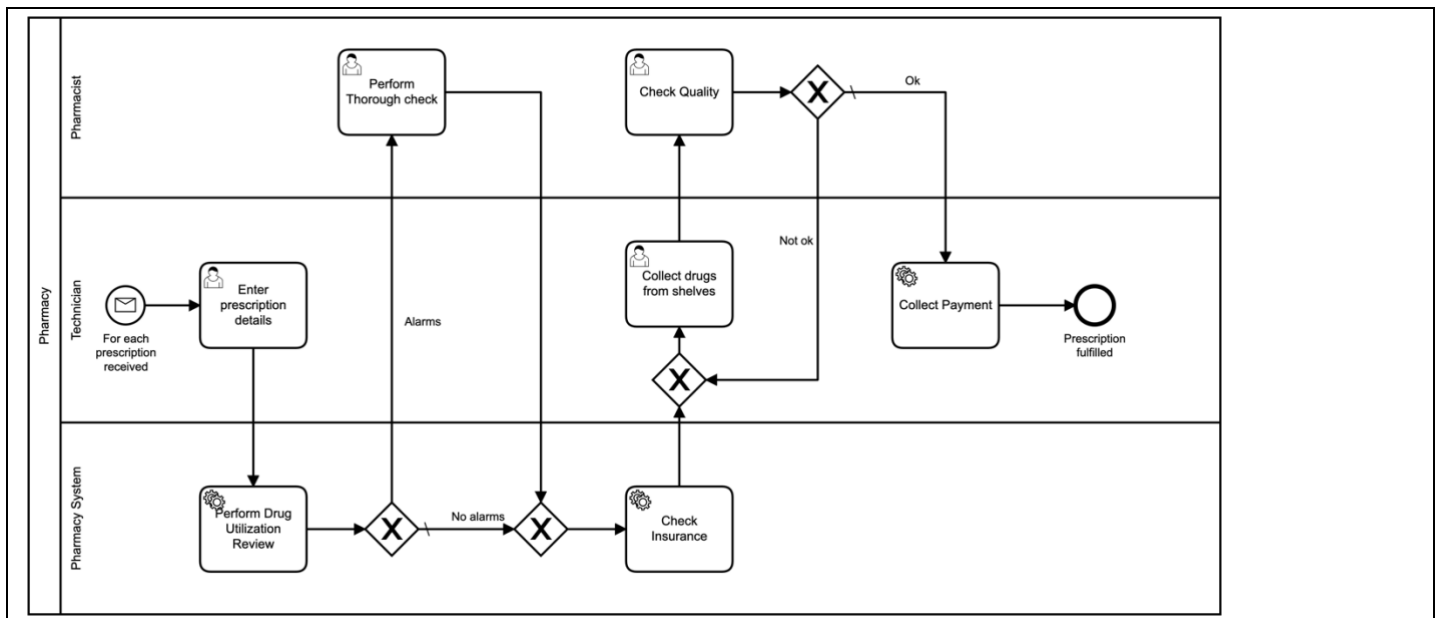 Pharmacy
Pharmacist
Perform
Thorough check
Check Quality
X
Ok
Technician
For each
prescription
received
Enter
prescription
details
Alarms
Collect drugs
from shelves
Not ok
X
Collect Payment
Prescription
fulfilled
Pharmacy System
Perform Drug
Utilization
Review
X
No alarms
X
Check
Insurance